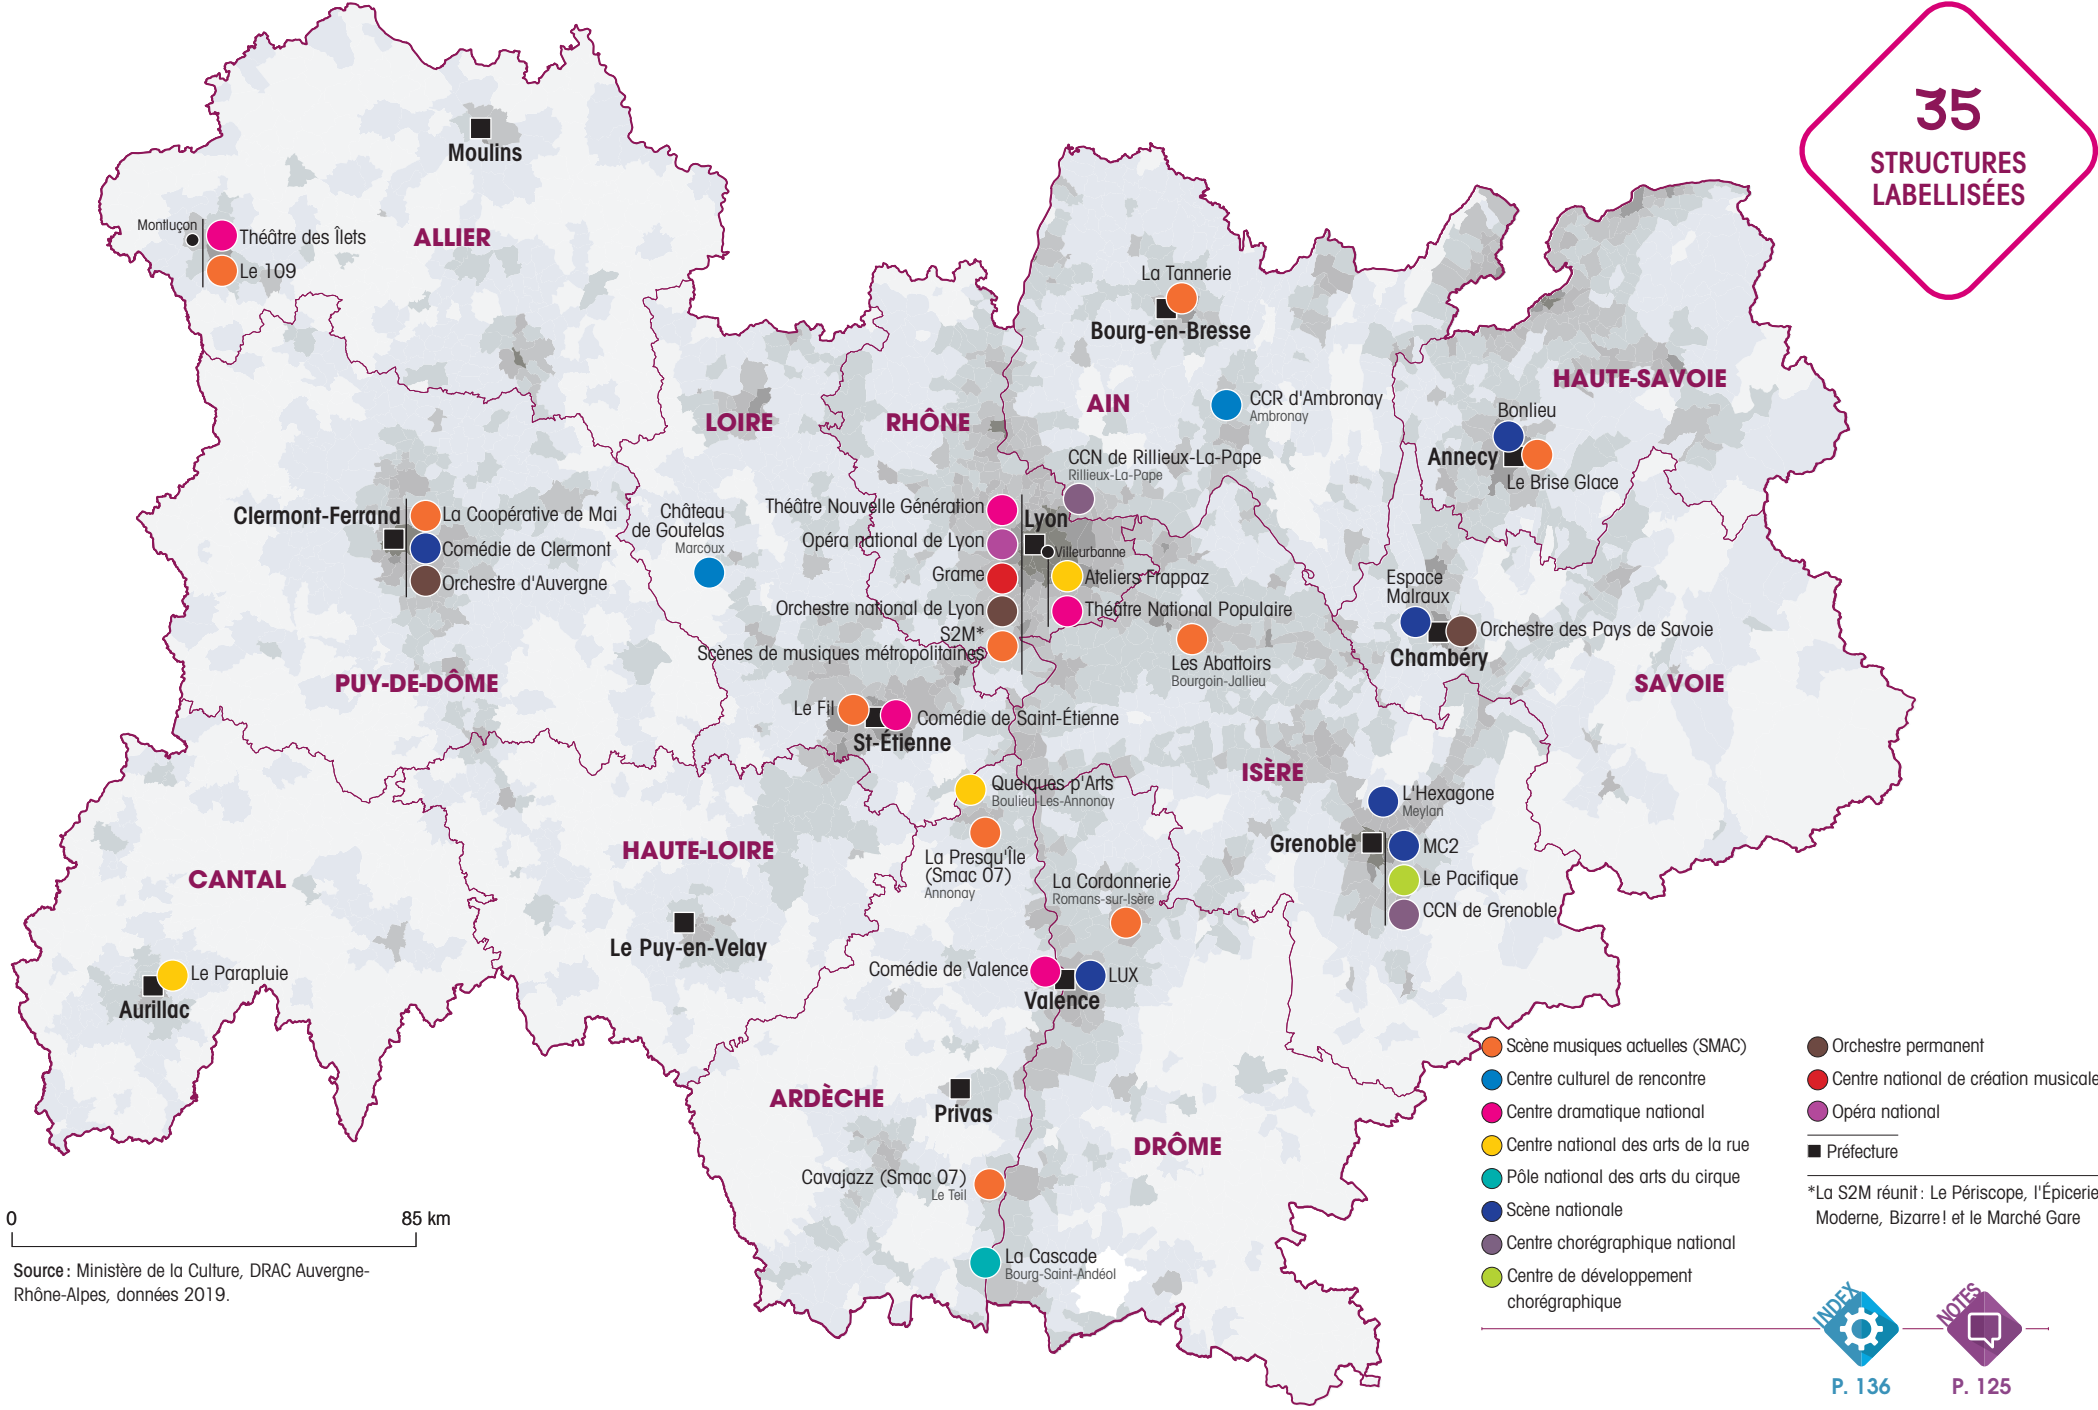 35
STRUCTURES
LABELLISÉES
Moulins
Montluçon
Théâtre des Îlets
ALLIER
Le 109
La Tannerie
Bourg-en-Bresse
HAUTE-SAVOIE
LOIRE
RHÔNE
AIN
CCR d'Ambronay
Ambronay
Bonlieu
Annecy
Le Brise Glace
CCN de Rillieux-La-Pape
Rillieux-La-Pape
Clermont-Ferrand
La Coopérative de Mai
Comédie de Clermont
Orchestre d'Auvergne
Château
de Goutelas
Marcoux
Théâtre Nouvelle Génération
Lyon
Opéra national de Lyon
Villeurbanne
Grame
Ateliers Frappaz
Orchestre national de Lyon
Théâtre National Populaire
S2M*
Scènes de musiques métropolitaines
Les Abattoirs
Bourgoin-Jallieu
Espace
Malraux
Orchestre des Pays de Savoie
Chambéry
PUY-DE-DÔME
SAVOIE
Le Fil
Comédie de Saint-Étienne
St-Étienne
ISÈRE
Quelques p'Arts
Boulieu-Les-Annonay
L'Hexagone
Meylan
Grenoble
MC2
Le Pacifique
CCN de Grenoble
HAUTE-LOIRE
CANTAL
La Presqu'Île
(Smac 07)
Annonay
La Cordonnerie
Romans-sur-Isère
Le Puy-en-Velay
Le Parapluie
Aurillac
Comédie de Valence
LUX
Valence
ARDÈCHE
Privas
DRÔME
Cavajazz (Smac 07)
Le Teil
La Cascade
Bourg-Saint-Andéol
0
85 km
Source : Ministère de la Culture, DRAC Auvergne-
Rhône-Alpes, données 2019.
Scène musiques actuelles (SMAC)
Centre culturel de rencontre
Centre dramatique national
Centre national des arts de la rue
Pôle national des arts du cirque
Scène nationale
Centre chorégraphique national
Centre de développement
chorégraphique
Orchestre permanent
Centre national de création musicale
Opéra national
Préfecture
*La S2M réunit : Le Périscope, l'Épicerie
Moderne, Bizarre! et le Marché Gare
INDEX
NOTES
P. 136
P. 125